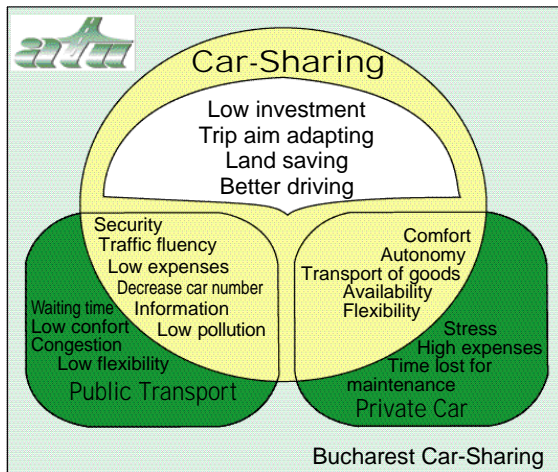 atu
Car-Sharing
Low investment
Trip aim adapting
Land saving
Better driving
Security
Traffic fluency
Low expenses
Decrease car number
Information
Low pollution
Waiting time
Low confort
Congestion
Low flexibility
Public Transport
Comfort
Autonomy
Transport of goods
Availability
Flexibility
Stress
High expenses
Time lost for
maintenance
Private Car
Bucharest Car-Sharing